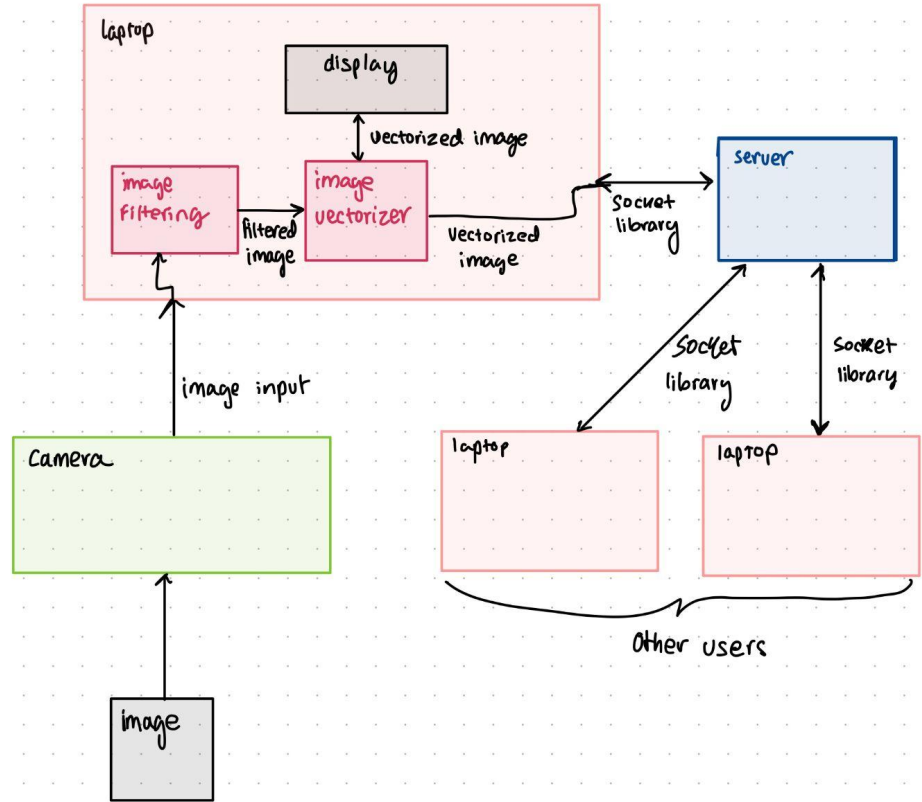 laptop
display
vectorized image
image
filtering
filtered
image
image
vectorizer
vectorized
image
socket
library
server
image input
socket
library
socket
library
camera
laptop
laptop
other users
image